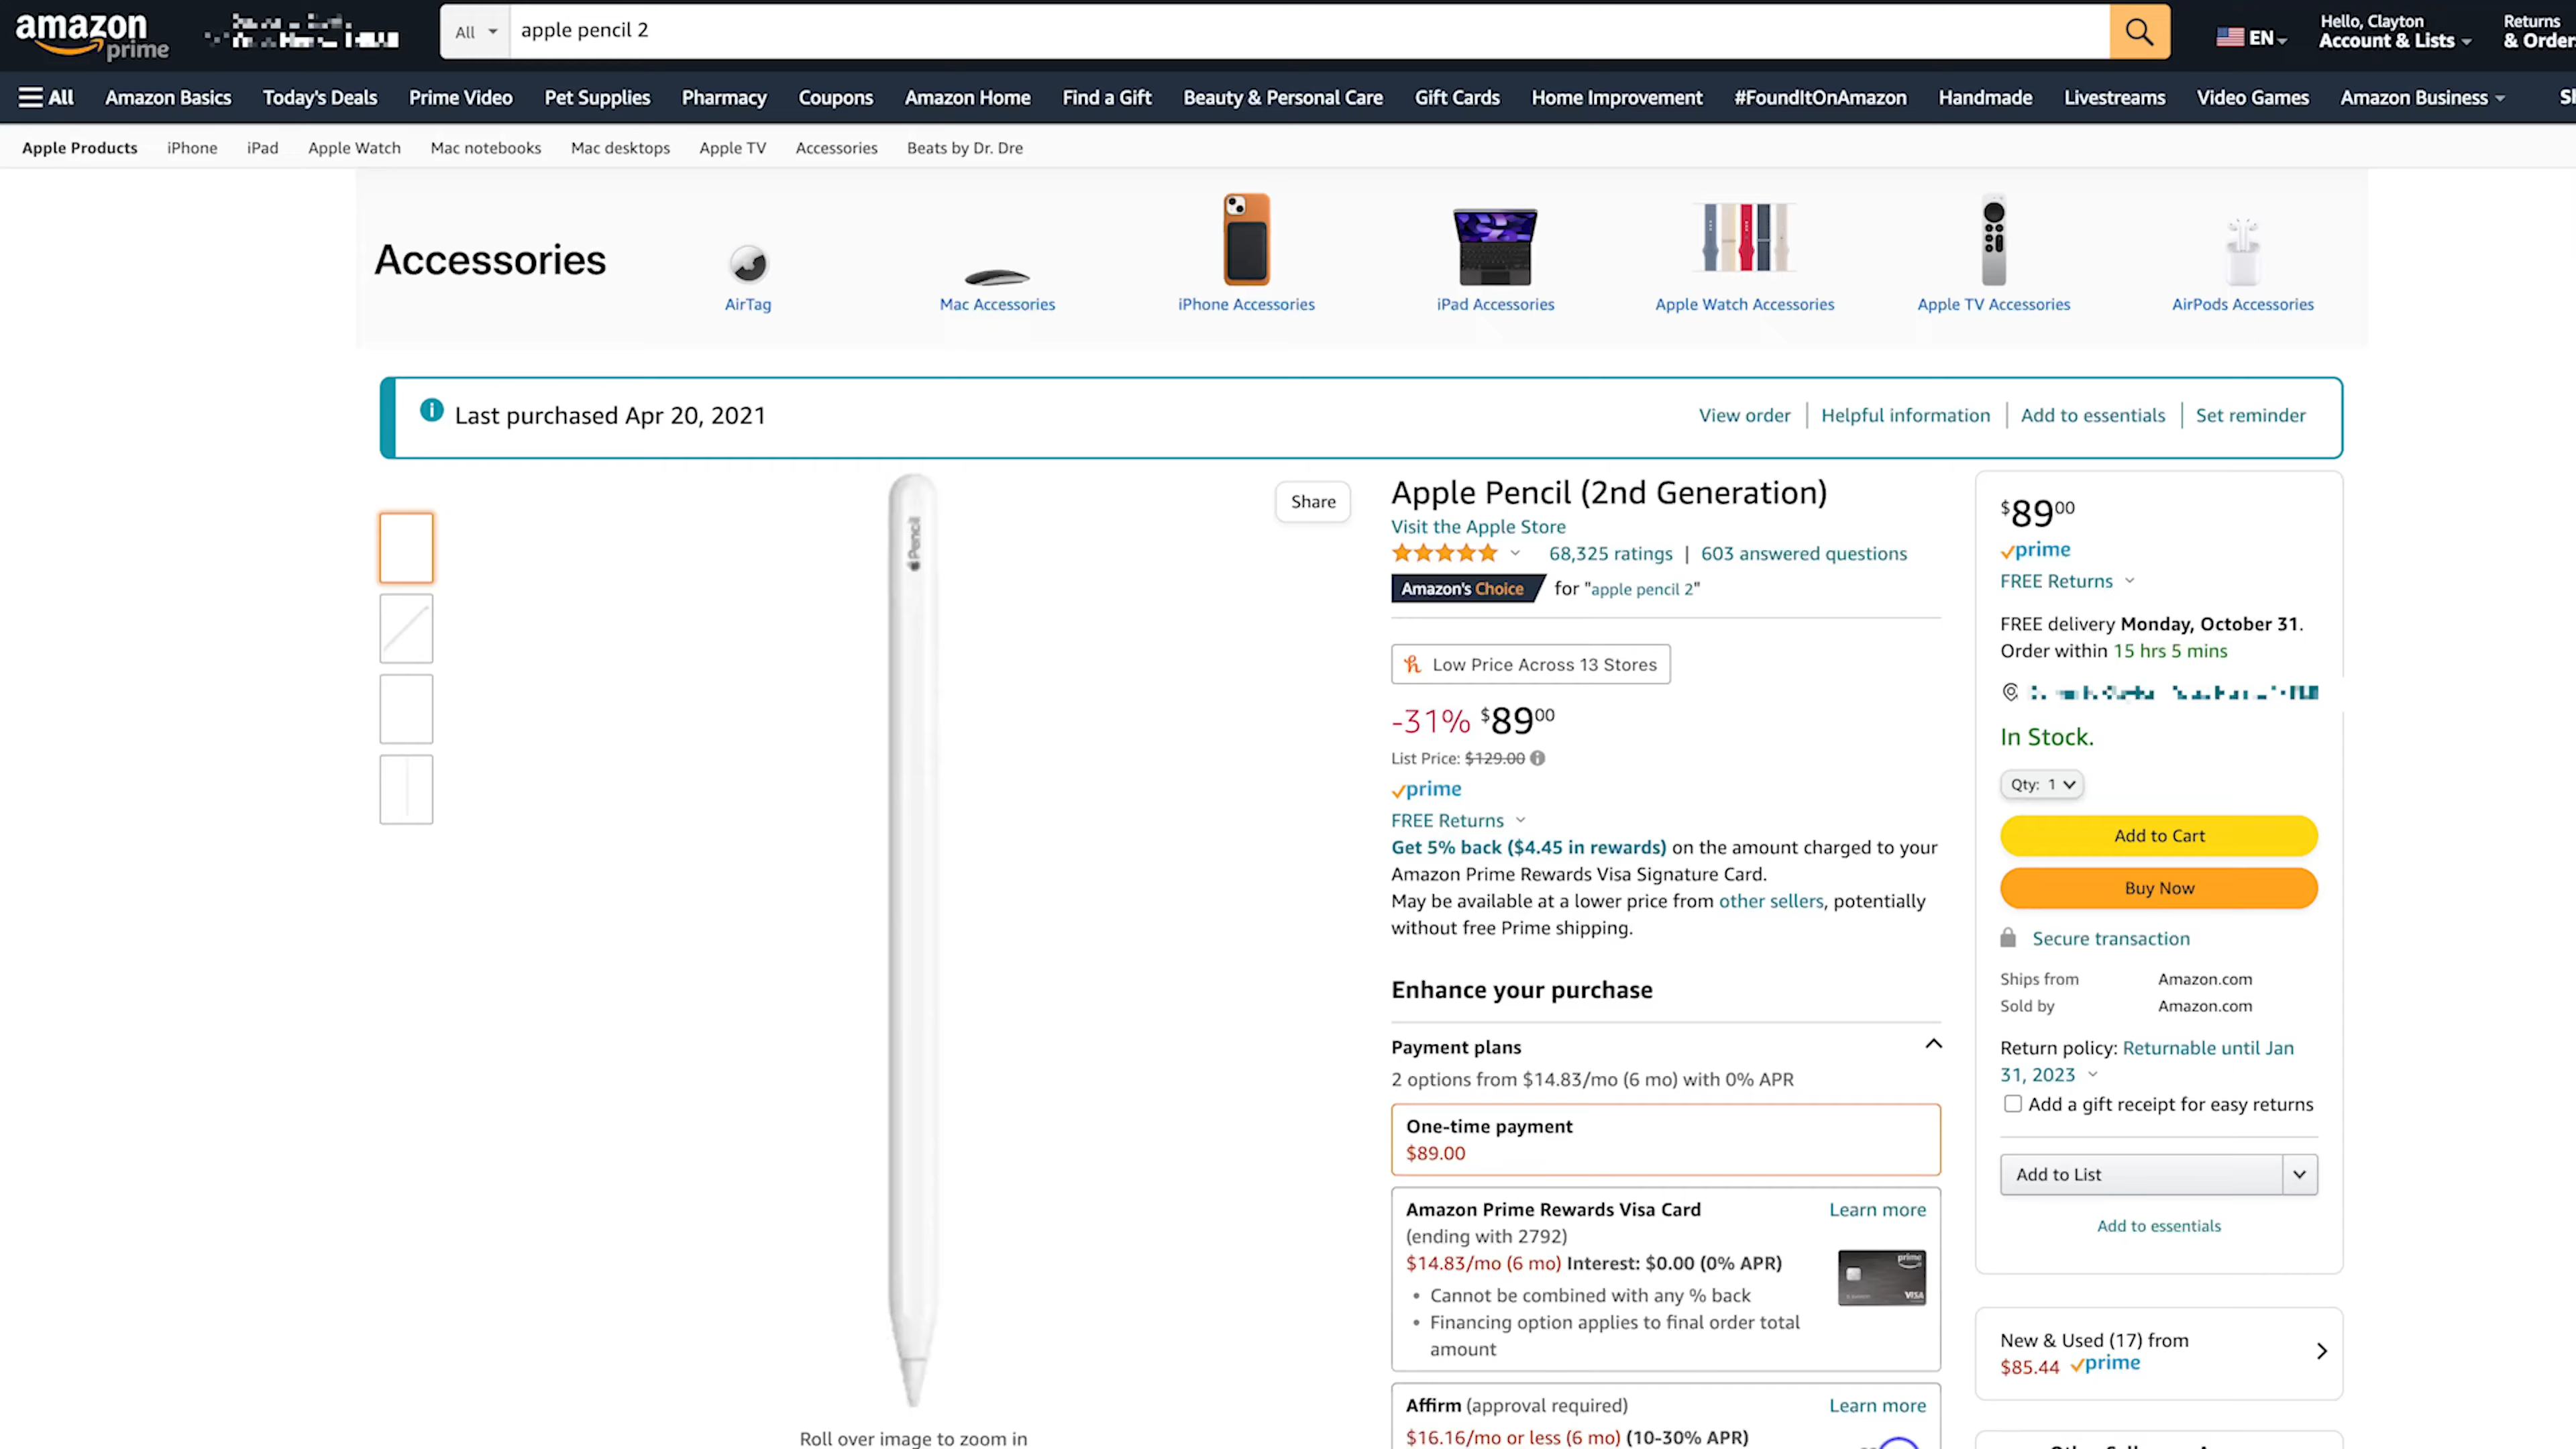 amazon
prime
All
apple pencil 2
EN
Hello, Clayton
Account & Lists
Returns
All
Amazon Basics
Today's Deals
Prime Video
Pet Supplies
Pharmacy
Coupons
Amazon Home
Find a Gift
Beauty & Personal Care
Gift Cards
Home Improvement
#FoundItOnAmazon
Handmade
Livestreams
Video Games
Amazon Business
Apple Products
iPhone
iPad
Apple Watch
Mac notebooks
Mac desktops
Apple TV
Accessories
Beats by Dr. Dre
Accessories
AirTag
Mac Accessories
iPhone Accessories
iPad Accessories
Apple Watch Accessories
Apple TV Accessories
AirPods Accessories
Last purchased Apr 20, 2021
View order
Helpful information
Add to essentials
Set reminder
Pencil
Roll over image to zoom in
Share
Apple Pencil (2nd Generation)
Visit the Apple Store
68,325 ratings | 603 answered questions
Amazon's Choice for "apple pencil 2"
Low Price Across 13 Stores
-31% $89 00
List Price: $129.00
prime
FREE Returns
Get 5% back ($4.45 in rewards) on the amount charged to your
Amazon Prime Rewards Visa Signature Card.
May be available at a lower price from other sellers, potentially
without free Prime shipping.
Enhance your purchase
Payment plans
2 options from $14.83/mo (6 mo) with 0% APR
One-time payment
$89.00
Amazon Prime Rewards Visa Card
Learn more
(ending with 2792)
$14.83/mo (6 mo) Interest: $0.00 (0% APR)
• Cannot be combined with any % back
• Financing option applies to final order total
amount
prime
VISA
Affirm (approval required)
Learn more
$16.16/mo or less (6 mo) (10-30% APR)
$89 00
prime
FREE Returns
FREE delivery Monday, October 31.
Order within 15 hrs 5 mins
In Stock.
Qty: 1
Add to Cart
Buy Now
Secure transaction
Ships from Amazon.com
Sold by Amazon.com
Return policy: Returnable until Jan
31, 2023
Add a gift receipt for easy returns
Add to List
Add to essentials
New & Used (17) from
$85.44 prime